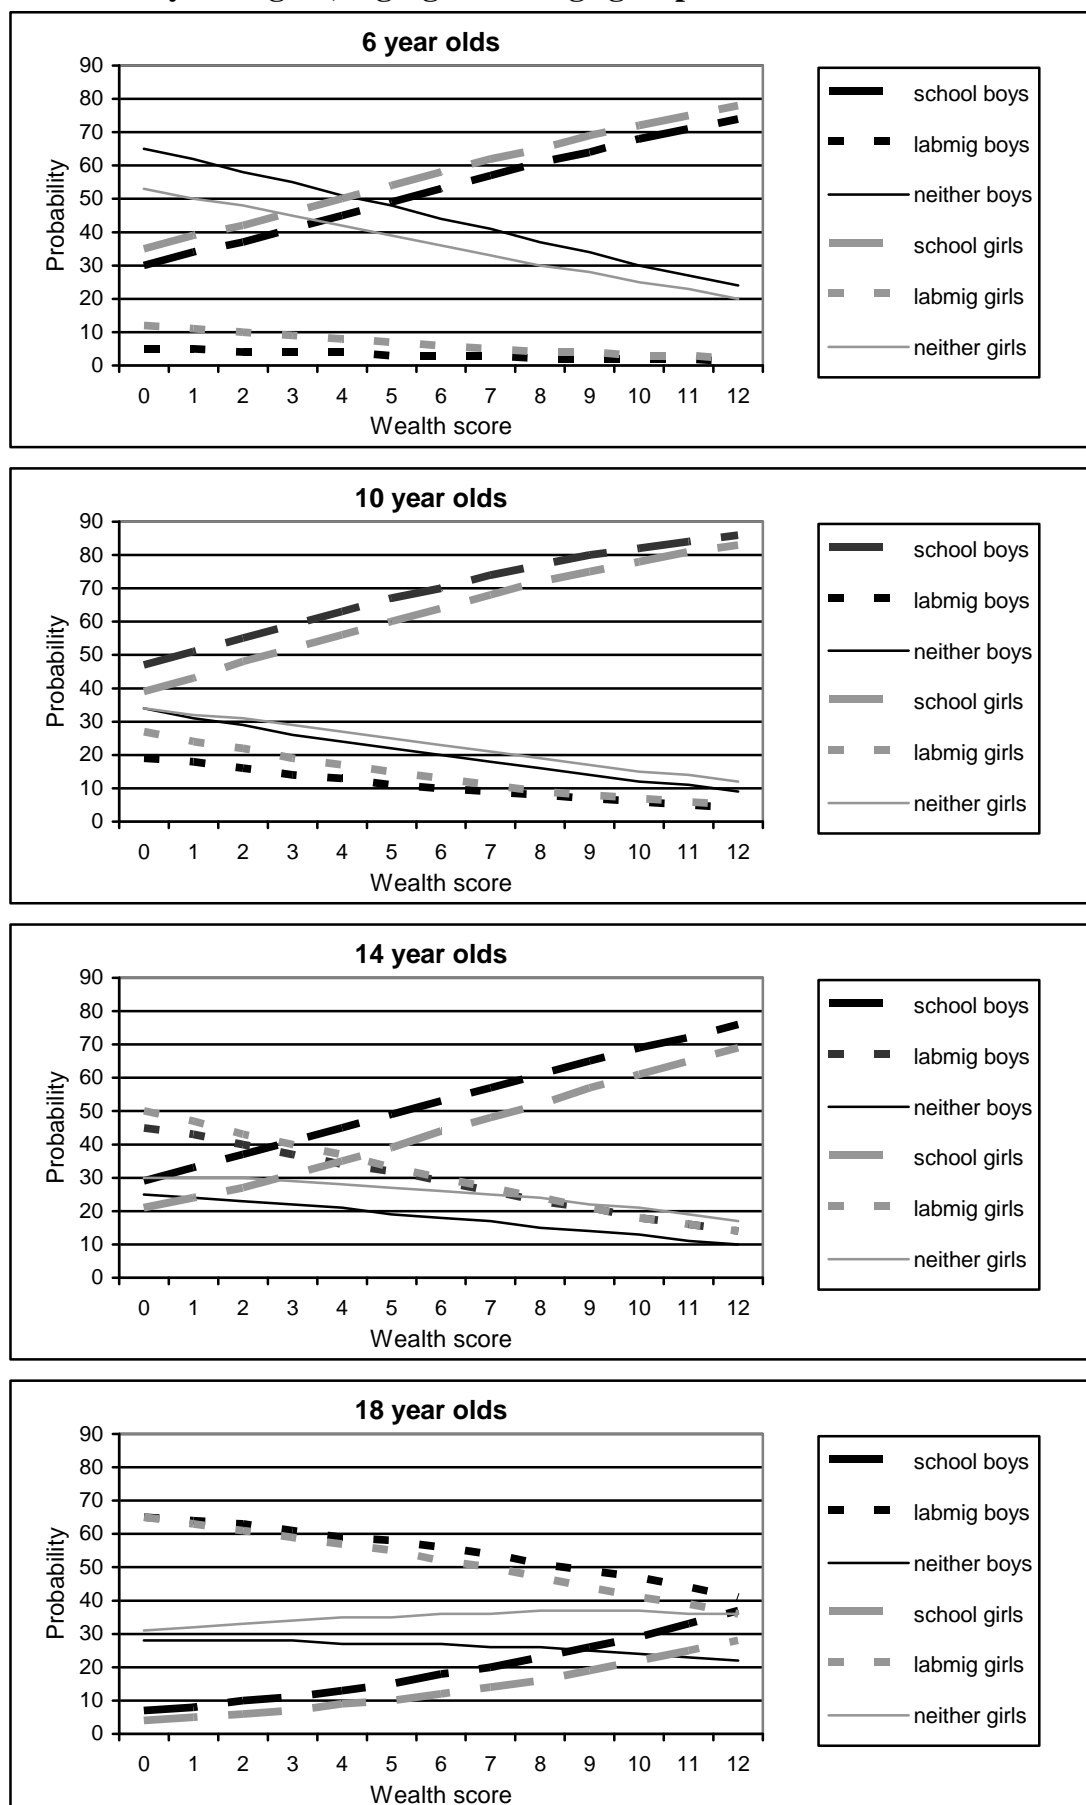 6 year olds
90
80
70
60
50
40
30
20
10
0
Probability
0 1 2 3 4 5 6 7 8 9 10 11 12
Wealth score
school boys
labmig boys
neither boys
school girls
labmig girls
neither girls
10 year olds
90
80
70
60
50
40
30
20
10
0
Probability
0 1 2 3 4 5 6 7 8 9 10 11 12
Wealth score
school boys
labmig boys
neither boys
school girls
labmig girls
neither girls
14 year olds
90
80
70
60
50
40
30
20
10
0
Probability
0 1 2 3 4 5 6 7 8 9 10 11 12
Wealth score
school boys
labmig boys
neither boys
school girls
labmig girls
neither girls
18 year olds
90
80
70
60
50
40
30
20
10
0
Probability
0 1 2 3 4 5 6 7 8 9 10 11 12
Wealth score
school boys
labmig boys
neither boys
school girls
labmig girls
neither girls